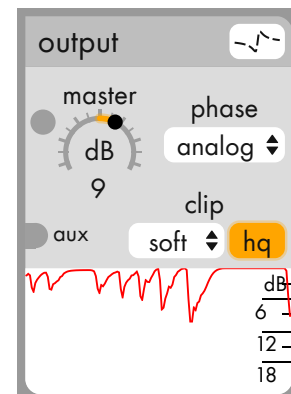 output
master
phase
dB
analog
9
clip
aux
soft
hq
dB
6
12
18